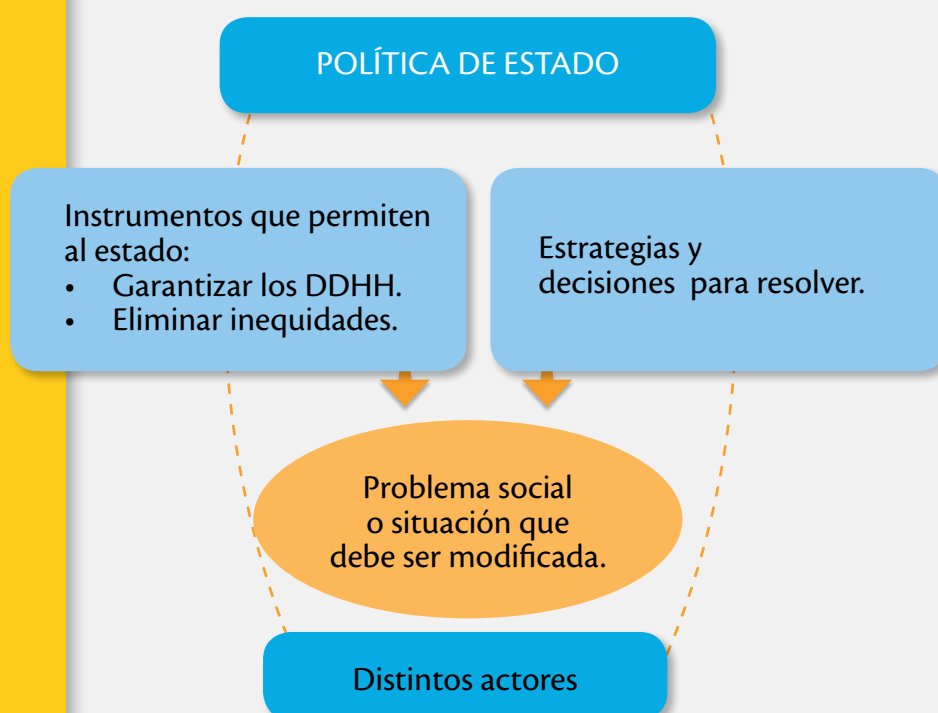 POLÍTICA DE ESTADO
Instrumentos que permiten
al estado:
• Garantizar los DDHH.
• Eliminar inequidades.
Estrategias y
decisiones para resolver.
Problema social
o situación que
debe ser modificada.
Distintos actores